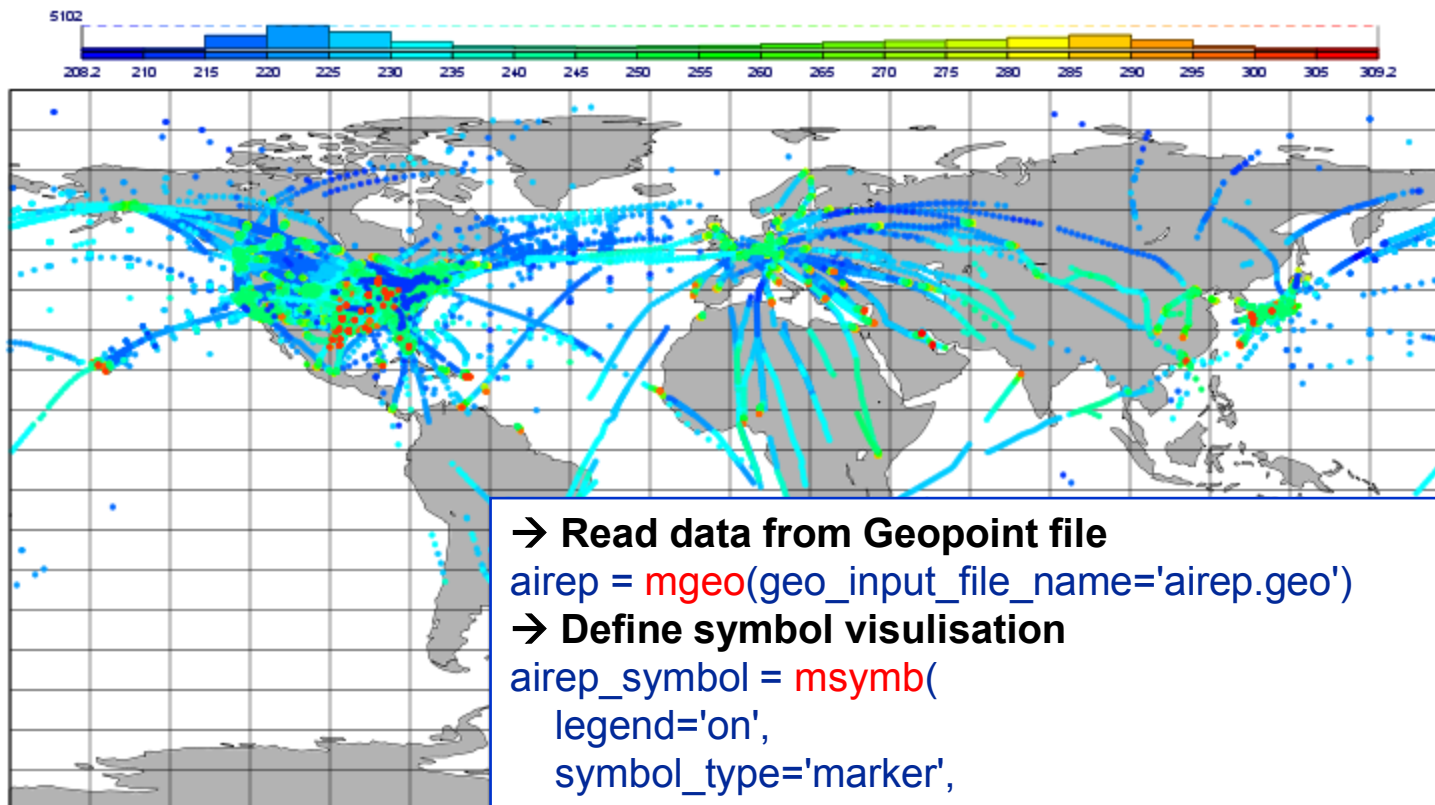 5102
208.2 210 215 220 225 230 235 240 245 250 255 260 265 270 275 280 285 290 295 300 305 309.2
→ Read data from Geopoint file
airep = mgeo(geo_input_file_name='airep.geo')
→ Define symbol visulisation
airep_symbol = msymb(
legend='on',
symbol_type='marker',